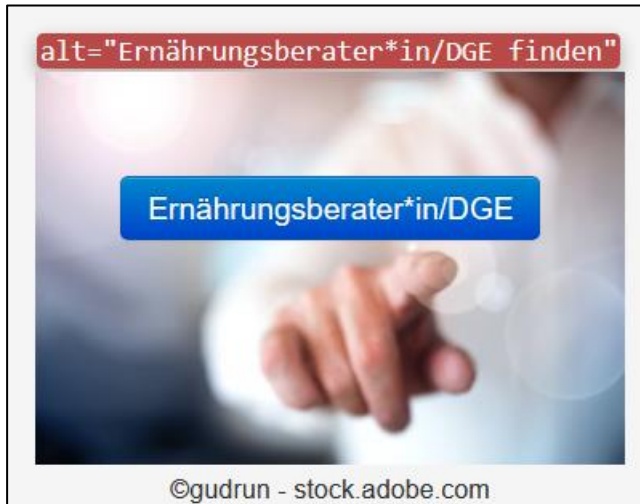 alt="Ernährungsberater*in/DGE finden"
Ernährungsberater*in/DGE
©gudrun - stock.adobe.com